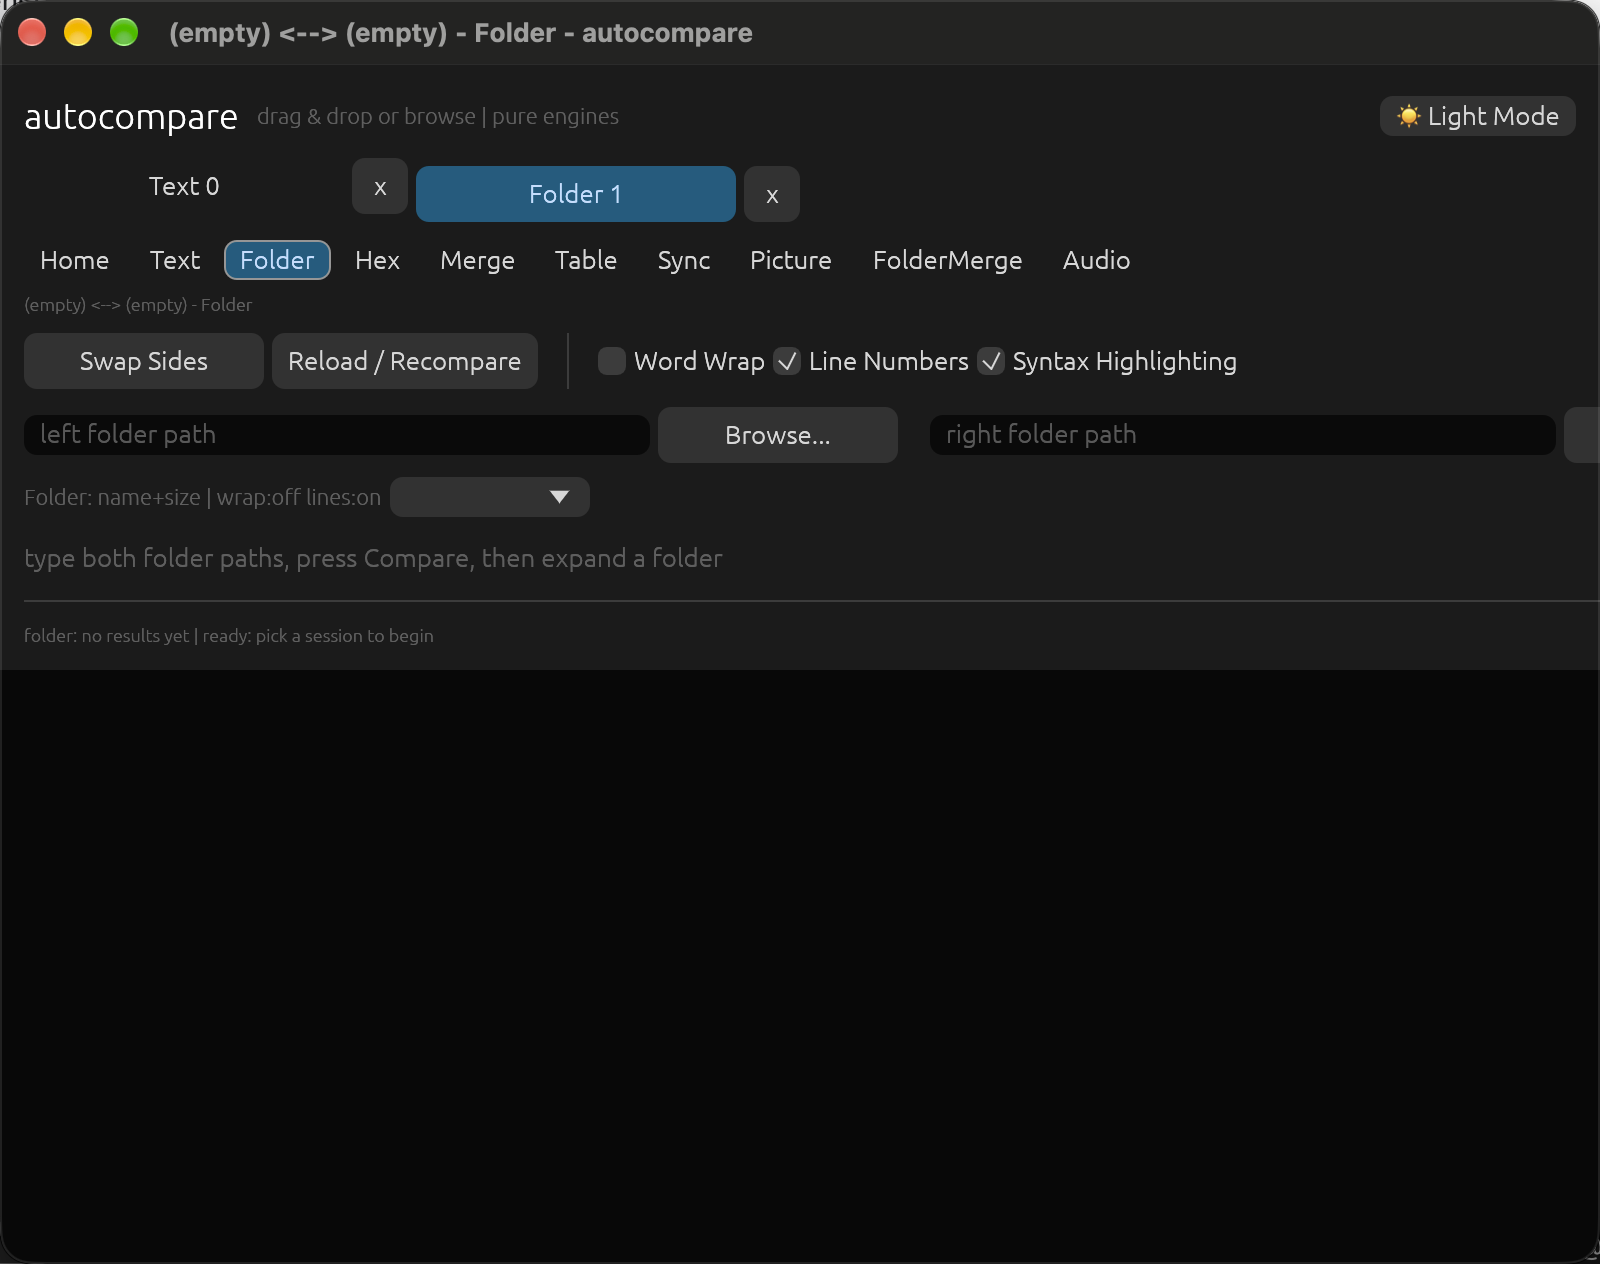 (empty) <--> (empty) - Folder - autocompare
autocompare drag & drop or browse | pure engines ☀ Light Mode
Text 0 x Folder 1 x
Home Text Folder Hex Merge Table Sync Picture FolderMerge Audio
(empty) <--> (empty) - Folder
Swap Sides Reload / Recompare Word Wrap Line Numbers Syntax Highlighting
left folder path Browse... right folder path
Folder: name+size | wrap:off lines:on
type both folder paths, press Compare, then expand a folder
folder: no results yet | ready: pick a session to begin